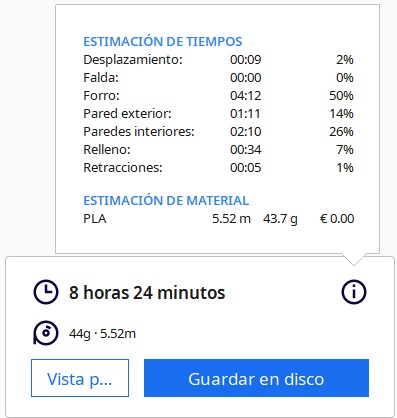 ESTIMACIÓN DE TIEMPOS
Desplazamiento: 00:09 2%
Falda: 00:00 0%
Forro: 04:12 50%
Pared exterior: 01:11 14%
Paredes interiores: 02:10 26%
Relleno: 00:34 7%
Retracciones: 00:05 1%
ESTIMACIÓN DE MATERIAL
PLA 5.52 m 43.7 g € 0.00
8 horas 24 minutos
44g · 5.52m
Vista p... Guardar en disco